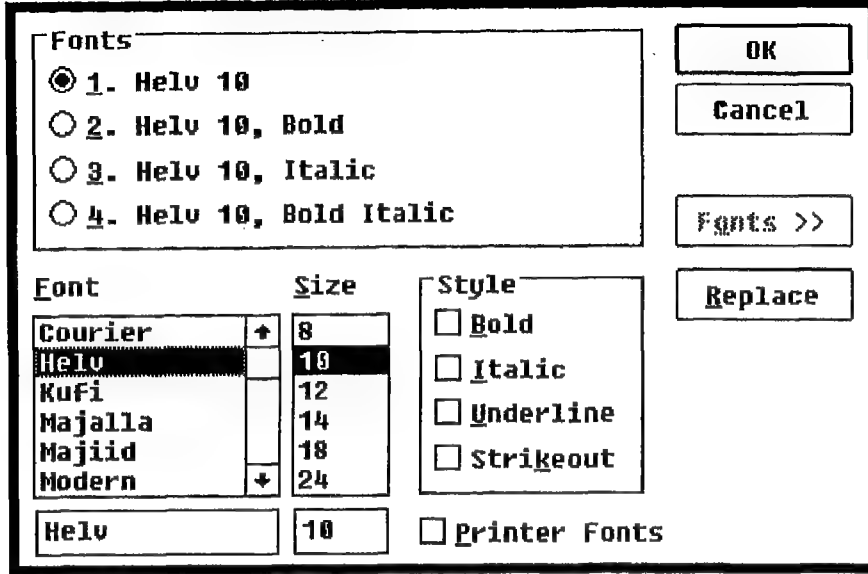 Fonts
1. Helv 10
2. Helv 10, Bold
3. Helv 10, Italic
4. Helv 10, Bold Italic
OK
Cancel
Fonts >>
Replace
Font
Courier
Helv
Kufi
Majalla
Majiid
Modern
Helv
Size
8
10
12
14
18
24
10
Style
Bold
Italic
Underline
Strikeout
Printer Fonts